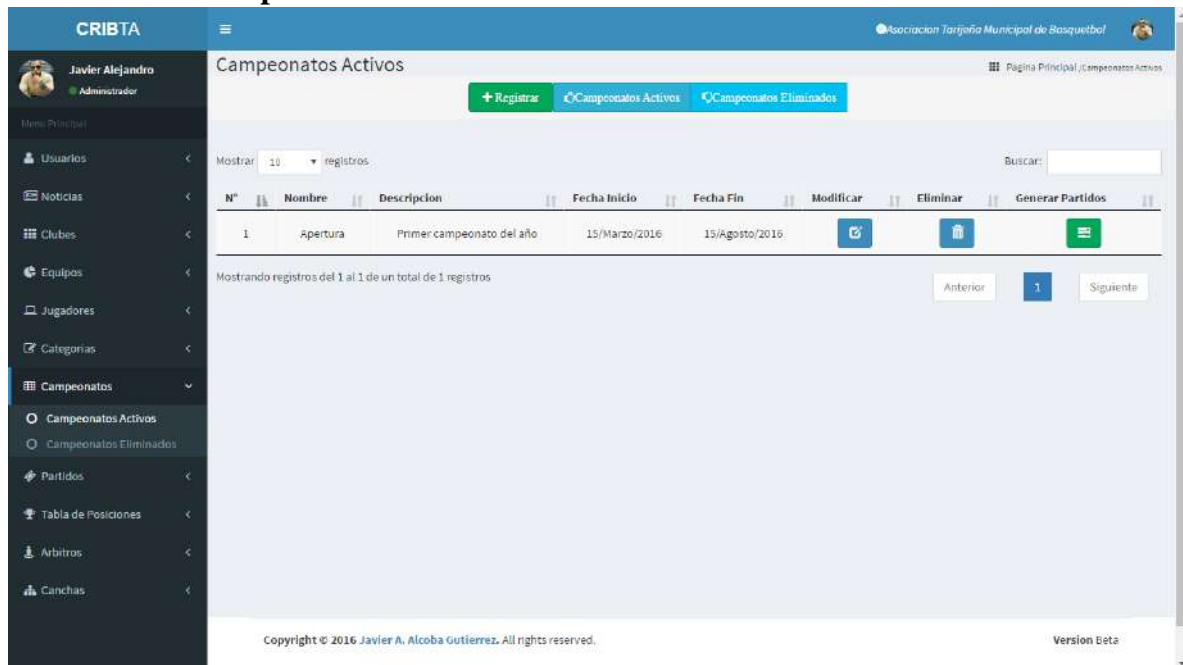 CRIBTA
Asociacion Tarijeña Municipal de Basquetbol
Javier Alejandro
Administrador
Campeonatos Activos
Pagina Principal /Campeonatos Activos
Registrar
Campeonatos Activos
Campeonatos Eliminados
Menu Principal
Usuarios
Noticias
Clubes
Equipos
Jugadores
Categorias
Campeonatos
Campeonatos Activos
Campeonatos Eliminados
Partidos
Tabla de Posiciones
Arbitros
Canchas
Mostrar 10 registros
Buscar:
N° Nombre Descripcion Fecha Inicio Fecha Fin Modificar Eliminar Generar Partidos
1 Apertura Primer campeonato del año 15/Marzo/2016 15/Agosto/2016
Mostrando registros del 1 al 1 de un total de 1 registros
Anterior 1 Siguiente
Copyright © 2016 Javier A. Alcoba Gutierrez. All rights reserved.
Version Beta